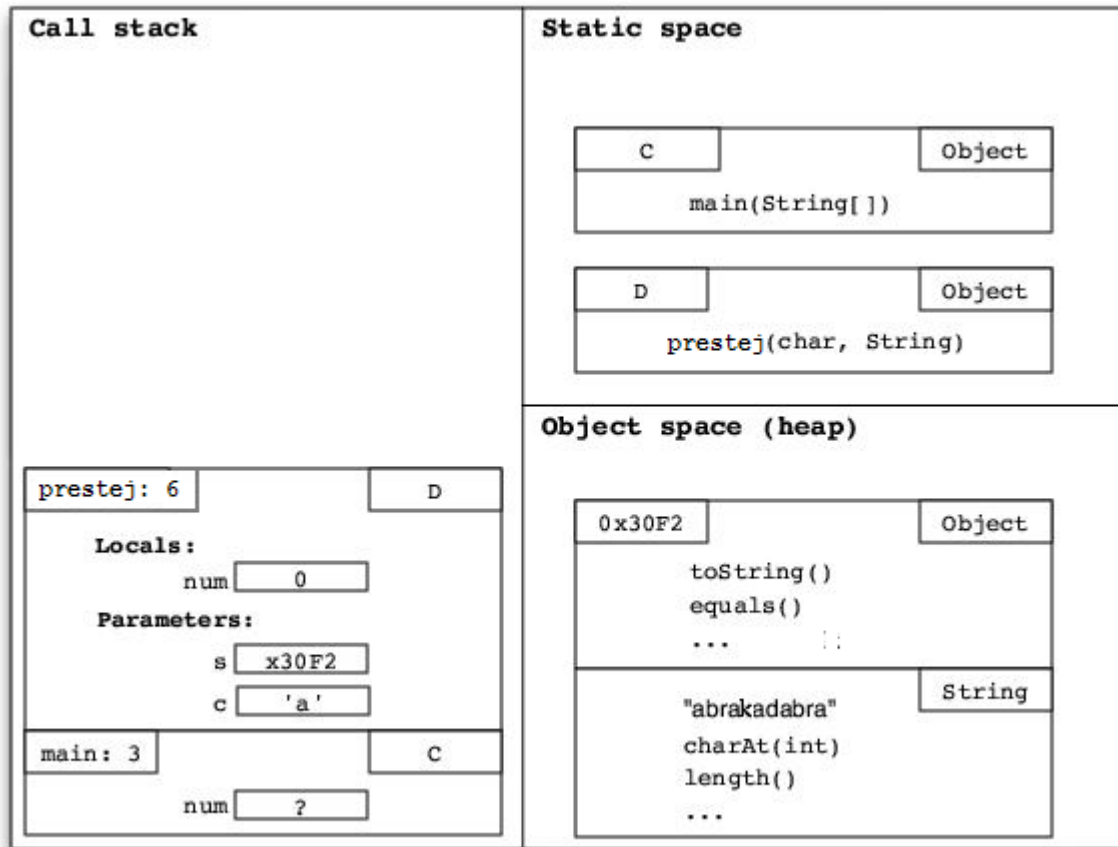 Call stack
prestej: 6
D
Locals:
num 0
Parameters:
s x30F2
c 'a'
main: 3
C
num ?
Static space
C
Object
main(String[])
D
Object
prestej(char, String)
Object space (heap)
0x30F2
Object
toString()
equals()
...
String
"abrakadabra"
charAt(int)
length()
...